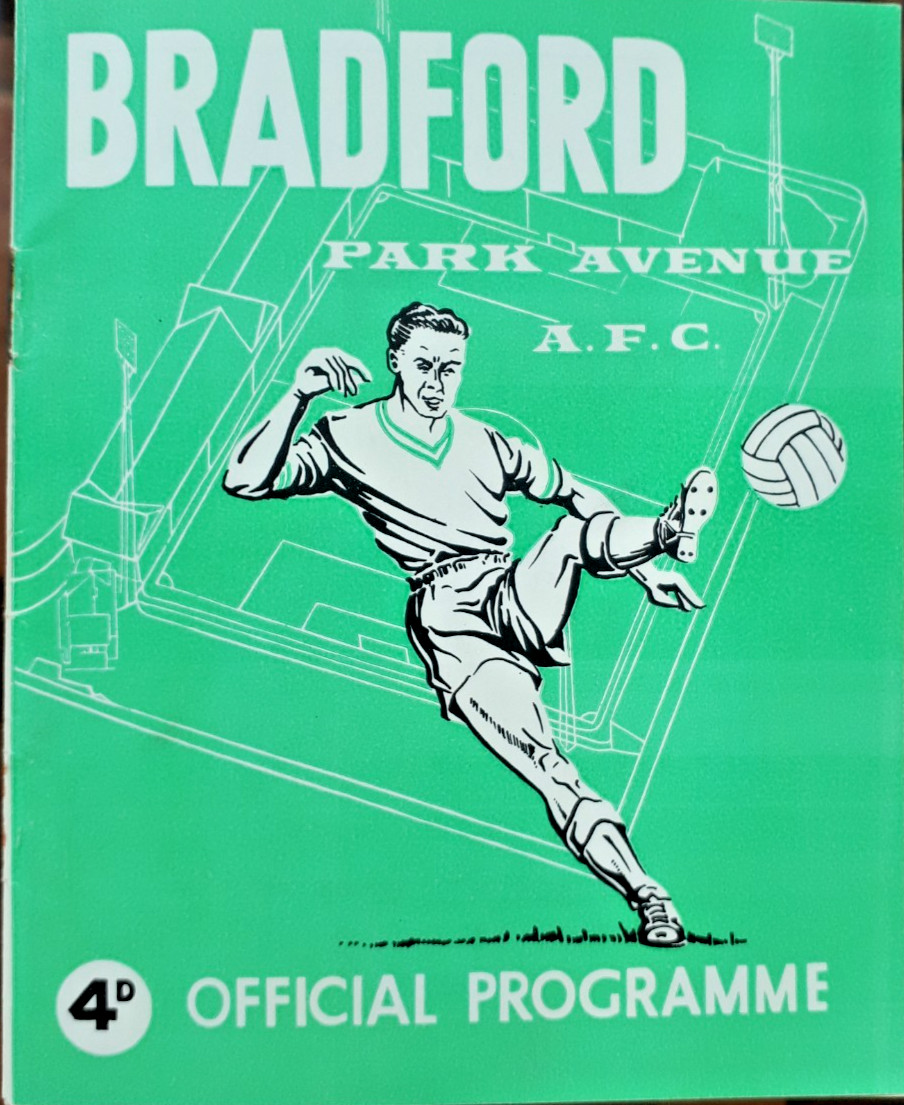 BRADFORD
PARK AVENUE
A.F.C.
4D OFFICIAL PROGRAMME